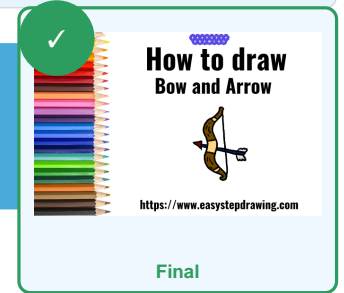 ✓
How to draw
Bow and Arrow
https://www.easystepdrawing.com
Final